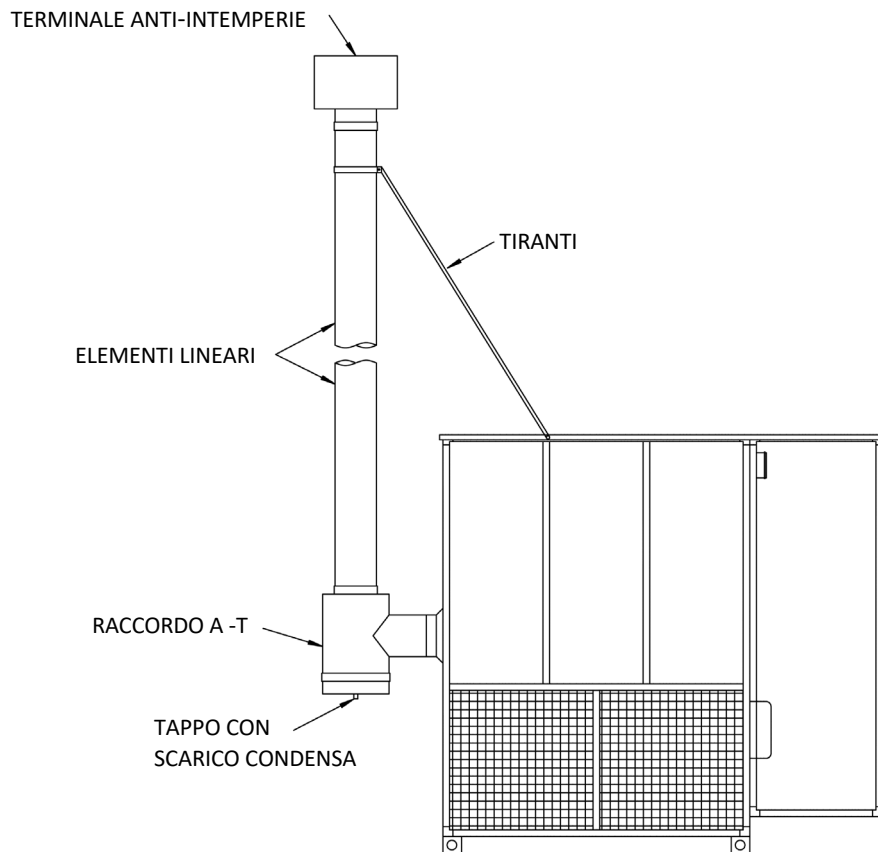 TERMINALE ANTI-INTEMPERIE
TIRANTI
ELEMENTI LINEARI
RACCORDO A -T
TAPPO CON
SCARICO CONDENSA